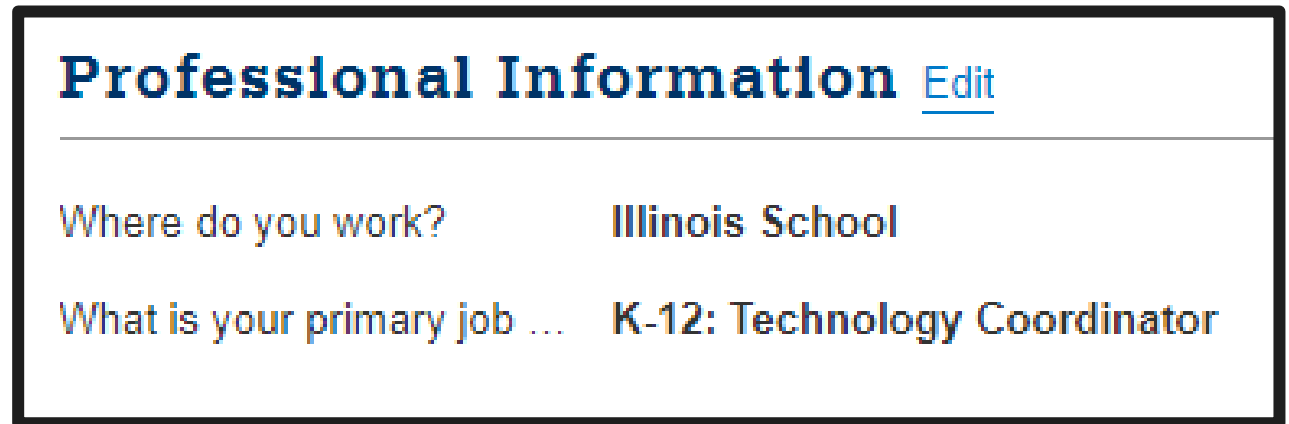 Professional Information Edit
Where do you work? Illinois School
What is your primary job ... K-12: Technology Coordinator